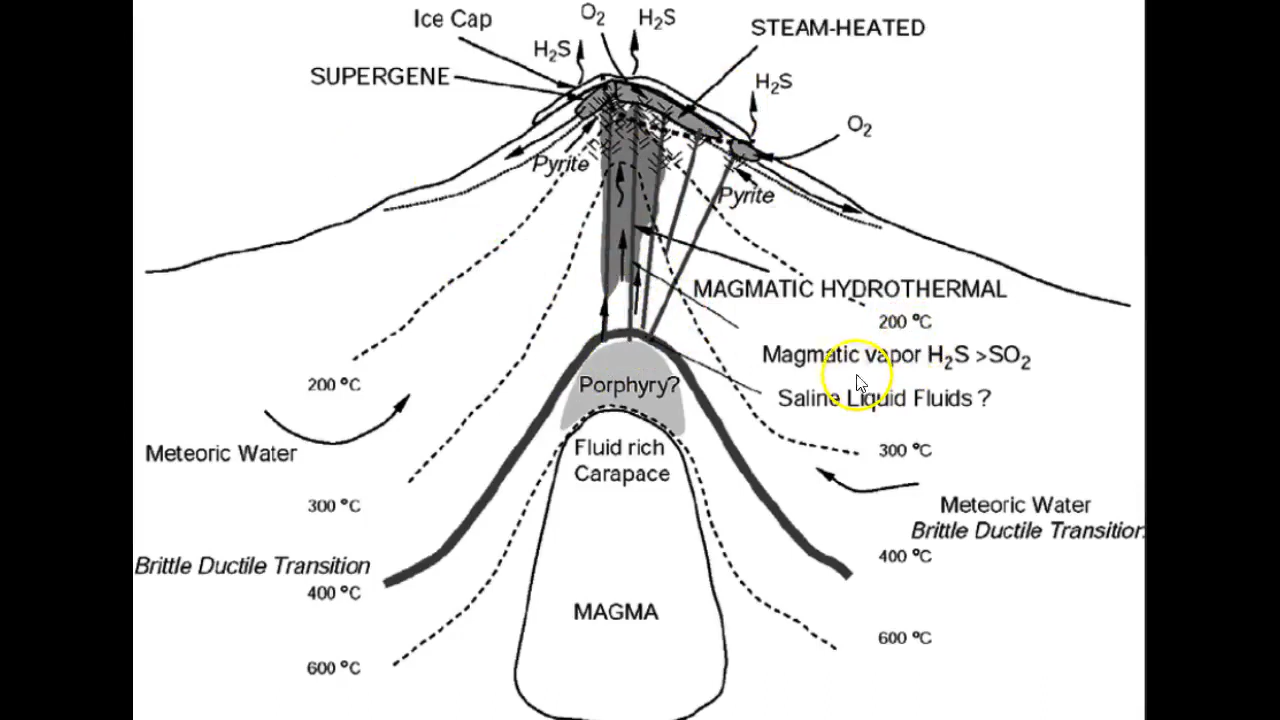 Ice Cap
O₂
H₂S
STEAM-HEATED
H₂S
SUPERGENE
H₂S
O₂
Pyrite
Pyrite
MAGMATIC HYDROTHERMAL
200 °C
Magmatic vapor H₂S >SO₂
200 °C
Porphyry?
Saline Liquid Fluids ?
Meteoric Water
Fluid rich
Carapace
300 °C
300 °C
Meteoric Water
Brittle Ductile Transition
400 °C
Brittle Ductile Transition
400 °C
MAGMA
600 °C
600 °C